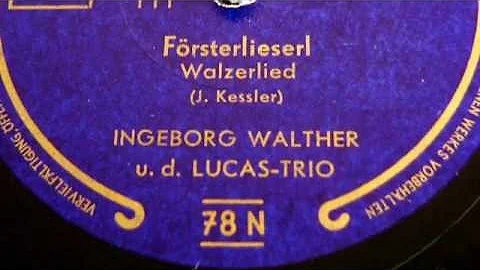 Försterlieserl
Walzerlied
(J. Kessler)
INGEBORG WALTHER
u. d. LUCAS-TRIO
78 N
VERVIELFÄLTIGUNG,
WERKES VORBEHALTEN